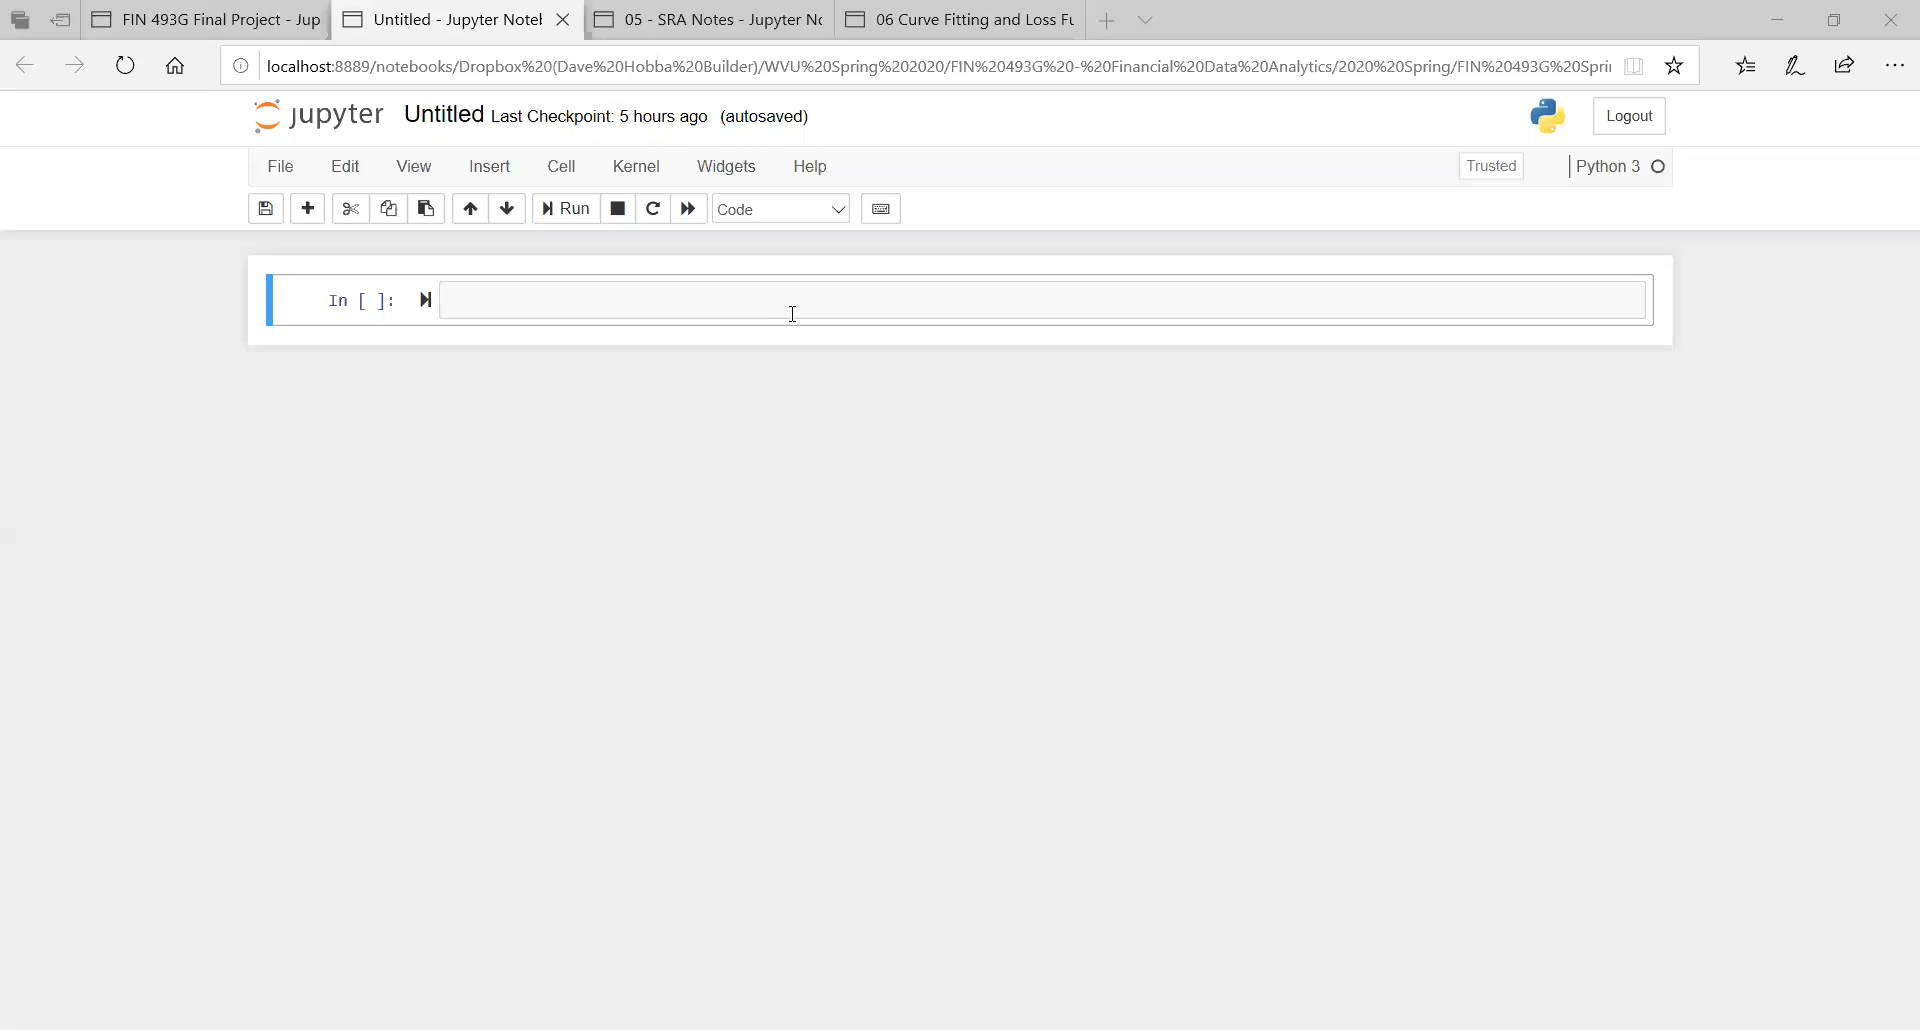 FIN 493G Final Project - Jup
Untitled - Jupyter Noteb
05 - SRA Notes - Jupyter No
06 Curve Fitting and Loss Fu
localhost:8889/notebooks/Dropbox%20(Dave%20Hobba%20Builder)/WVU%20Spring%202020/FIN%20493G%20-%20Financial%20Data%20Analytics/2020%20Spring/FIN%20493G%20Spri
jupyter Untitled Last Checkpoint: 5 hours ago (autosaved)
Logout
File Edit View Insert Cell Kernel Widgets Help
Trusted
Python 3
Run
Code
In [ ]: